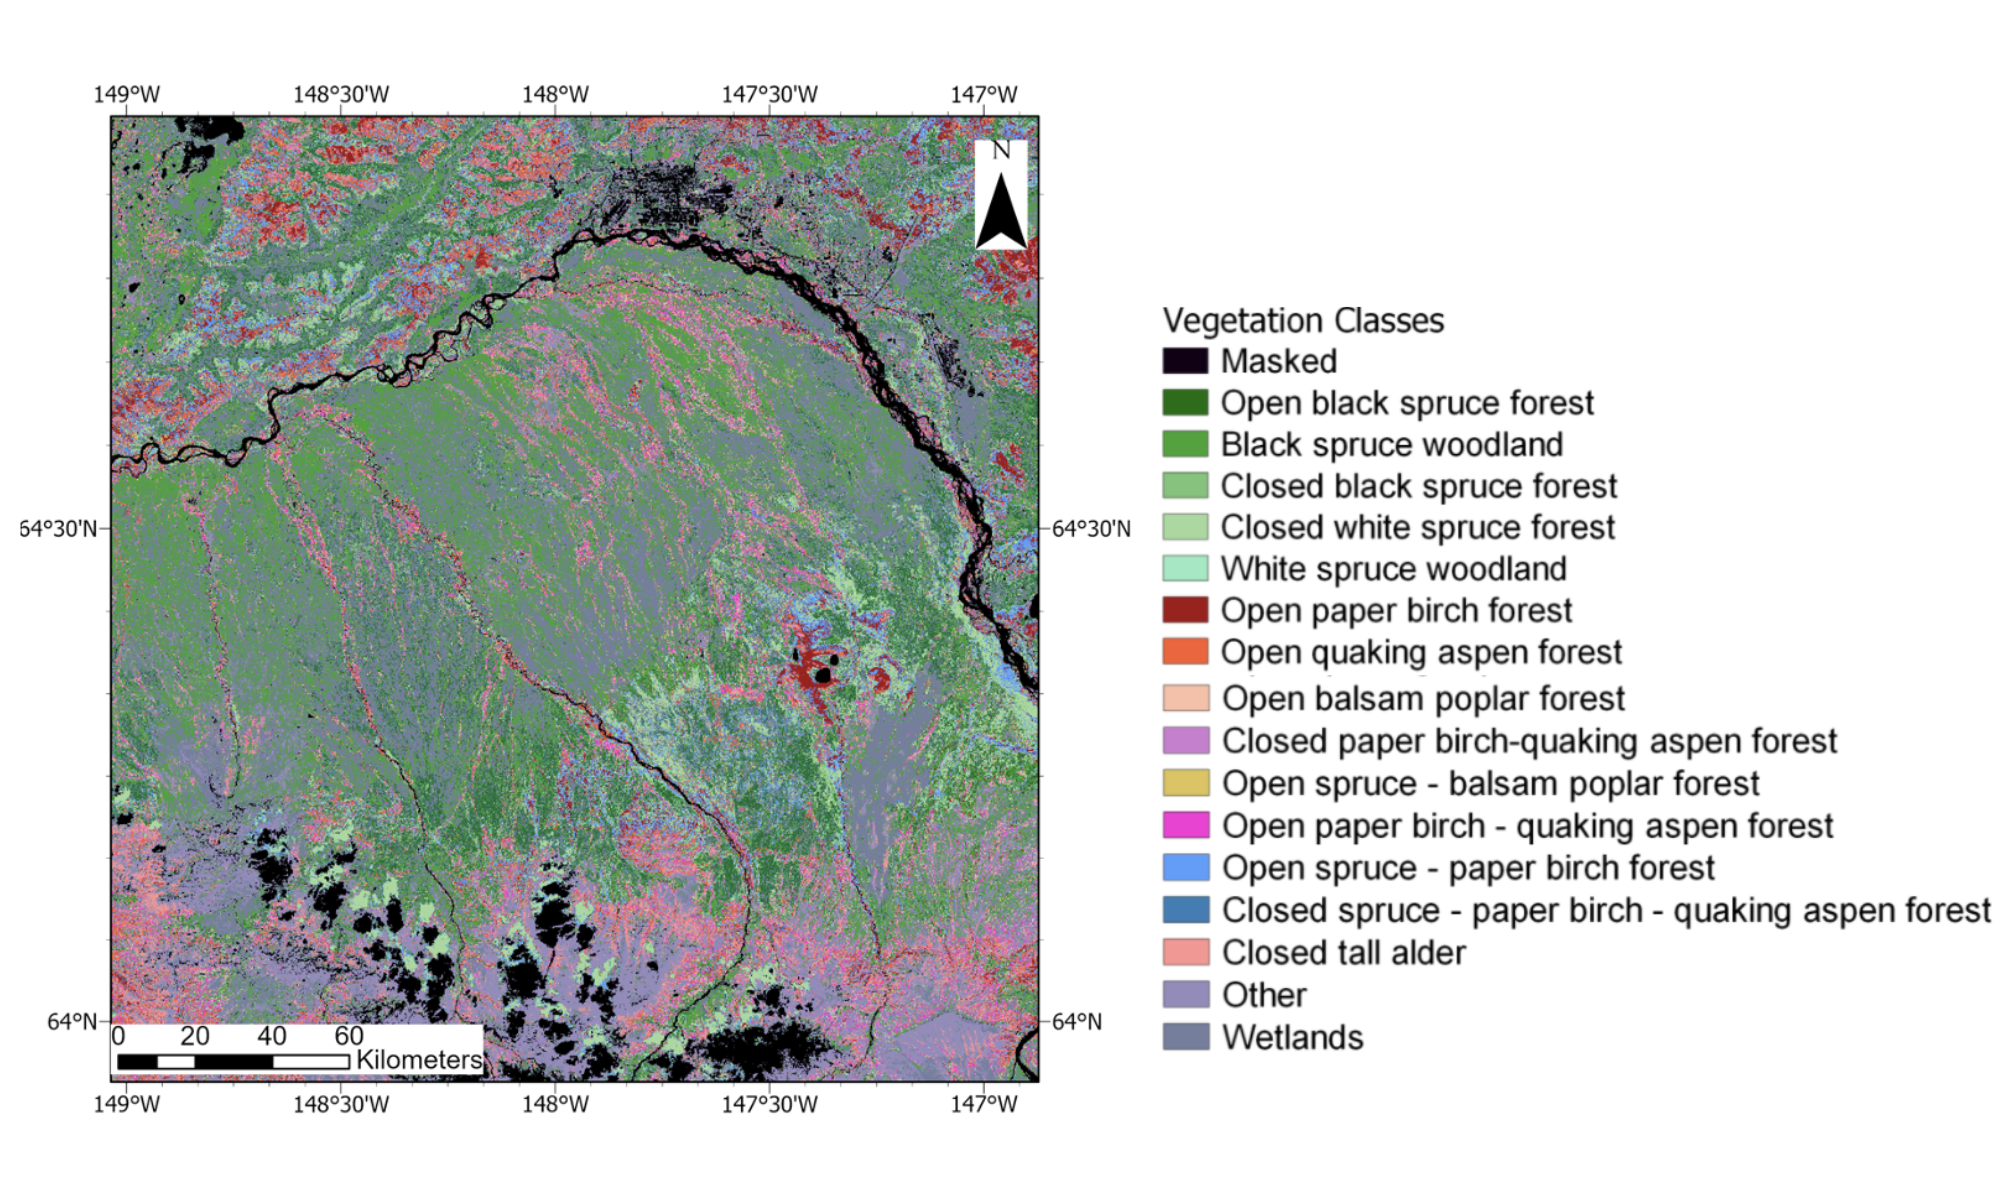 149°W 148°30'W 148°W 147°30'W 147°W
N
64°30'N 64°30'N
64°N 64°N
0 20 40 60
Kilometers
149°W 148°30'W 148°W 147°30'W 147°W
Vegetation Classes
Masked
Open black spruce forest
Black spruce woodland
Closed black spruce forest
Closed white spruce forest
White spruce woodland
Open paper birch forest
Open quaking aspen forest
Open balsam poplar forest
Closed paper birch-quaking aspen forest
Open spruce - balsam poplar forest
Open paper birch - quaking aspen forest
Open spruce - paper birch forest
Closed spruce - paper birch - quaking aspen forest
Closed tall alder
Other
Wetlands